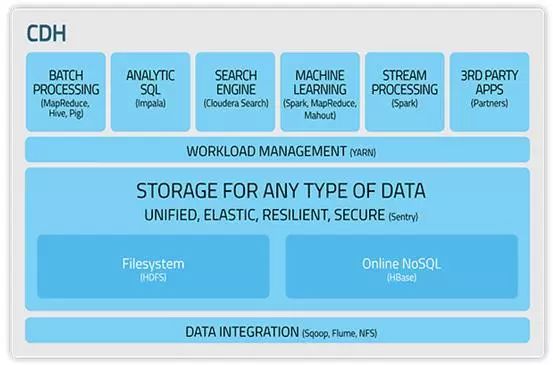 CDH
BATCH
PROCESSING
(MapReduce,
Hive, Pig)
ANALYTIC
SQL
(Impala)
SEARCH
ENGINE
(Cloudera Search)
MACHINE
LEARNING
(Spark, MapReduce,
Mahout)
STREAM
PROCESSING
(Spark)
3RD PARTY
APPS
(Partners)
WORKLOAD MANAGEMENT (YARN)
STORAGE FOR ANY TYPE OF DATA
UNIFIED, ELASTIC, RESILIENT, SECURE (Sentry)
Filesystem
(HDFS)
Online NoSQL
(HBase)
DATA INTEGRATION (Sqoop, Flume, NFS)